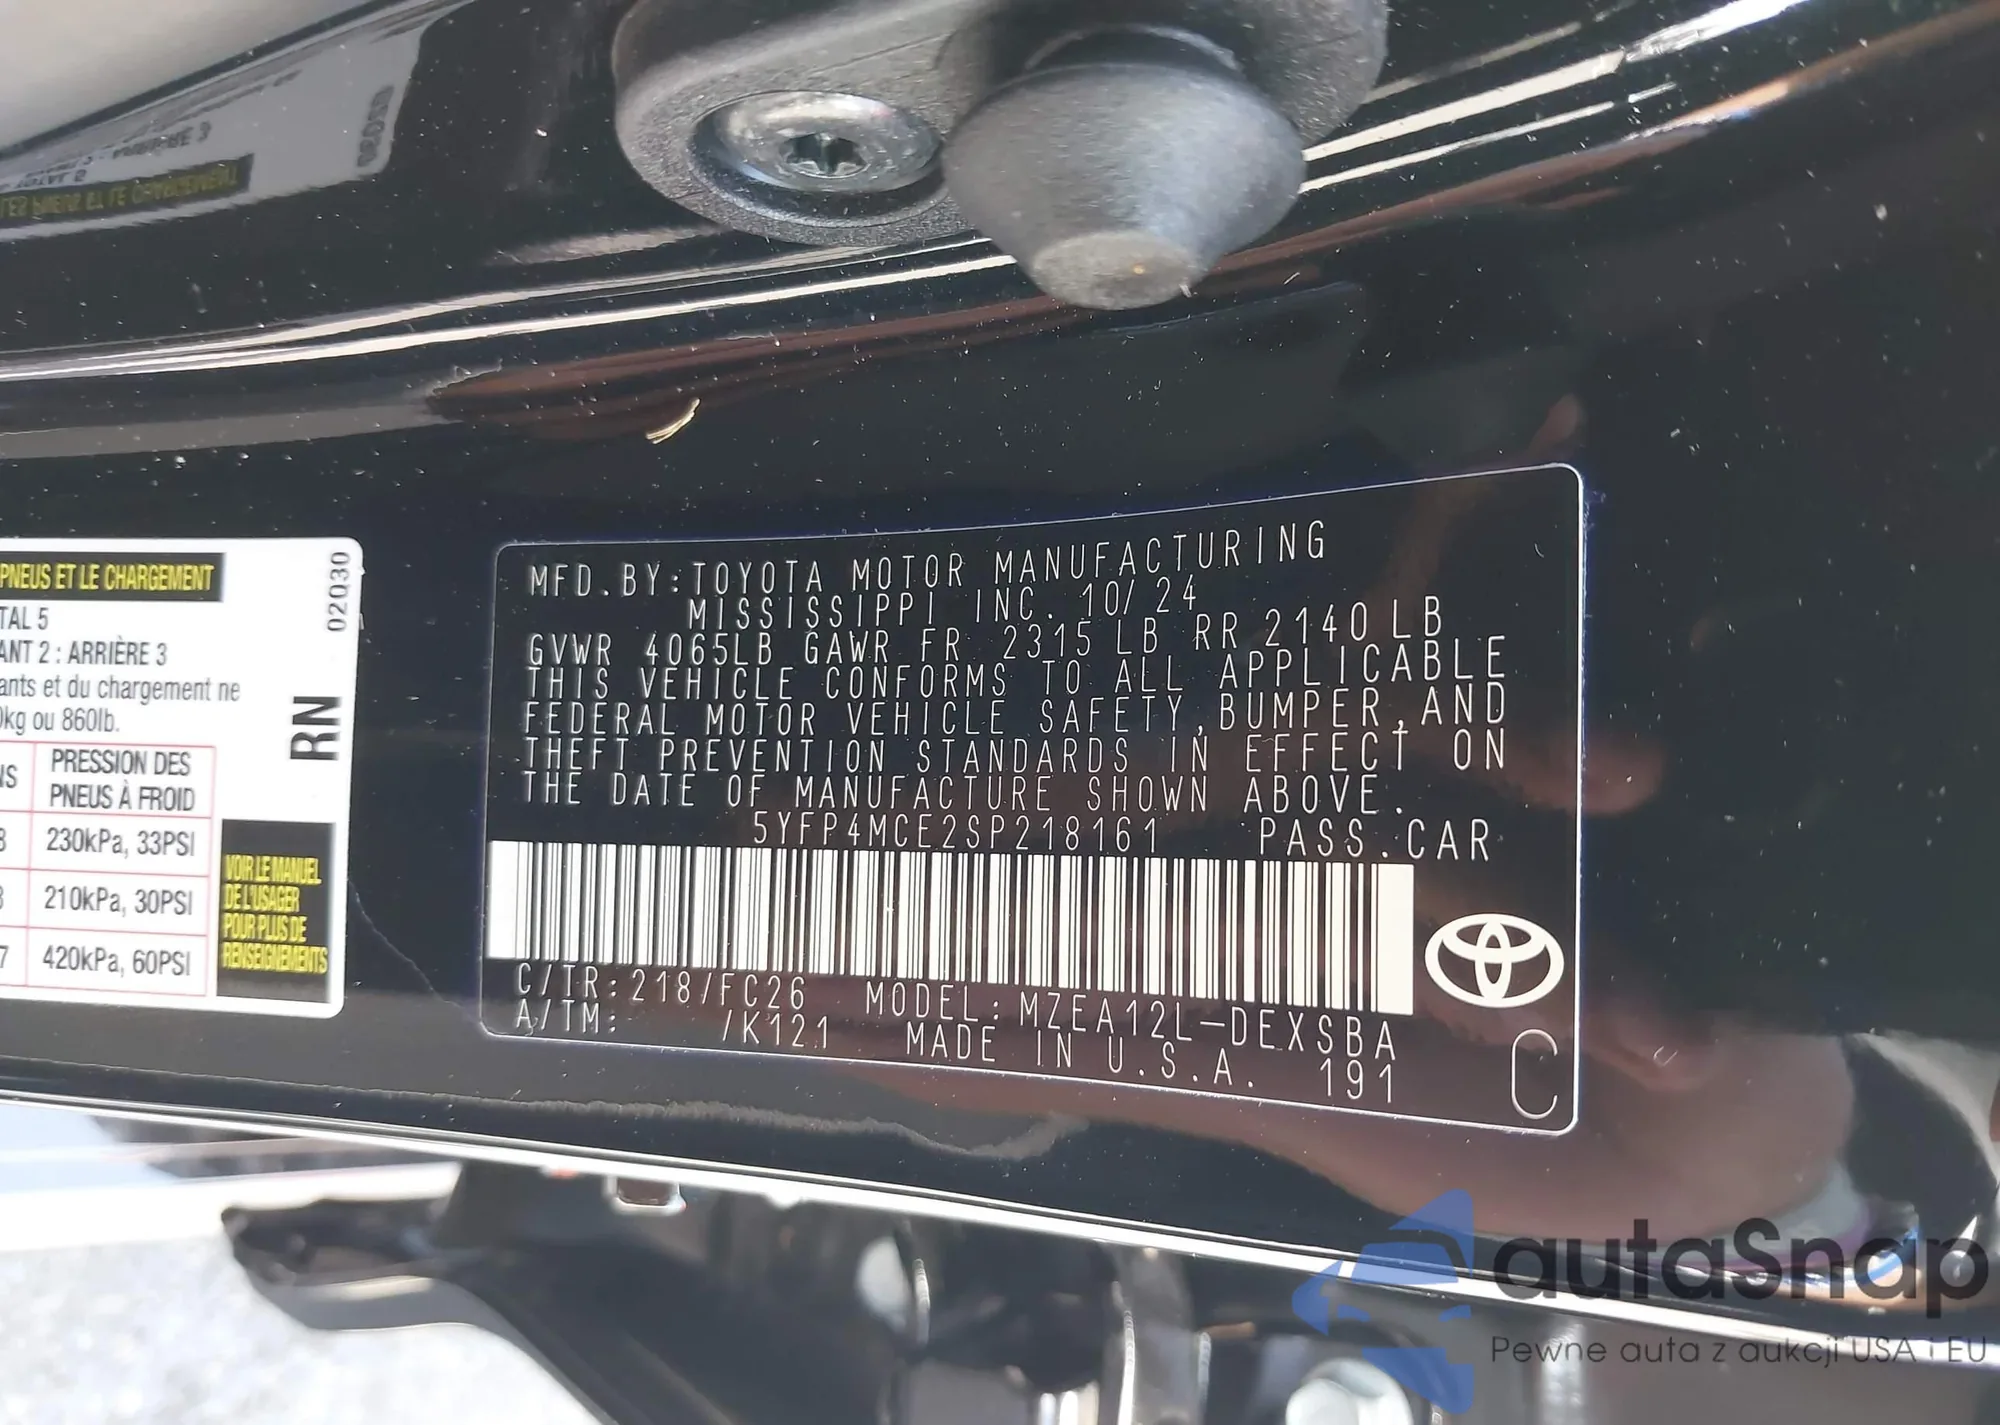 PNEUS ET LE CHARGEMENT
TAL 5
ANT 2 : ARRIÈRE 3
ants et du chargement ne
0kg ou 860lb.
NS PRESSION DES
PNEUS À FROID
230kPa, 33PSI
210kPa, 30PSI
7 420kPa, 60PSI
VOIR LE MANUEL
DE L'USAGER
POUR PLUS DE
RENSEIGNEMENTS
02030
RN
MFD.BY:TOYOTA MOTOR MANUFACTURING
MISSISSIPPI INC. 10/24
GVWR 4065LB GAWR FR 2315 LB RR 2140 LB
THIS VEHICLE CONFORMS TO ALL APPLICABLE
FEDERAL MOTOR VEHICLE SAFETY,BUMPER,AND
THEFT PREVENTION STANDARDS IN EFFECT ON
THE DATE OF MANUFACTURE SHOWN ABOVE.
5YFP4MCE2SP218161 PASS.CAR
C/TR:218/FC26 MODEL:MZEA12L-DEXSBA
A/TM: /K121 MADE IN U.S.A. 191
C
autaSnap
Pewne auta z aukcji USA i EU